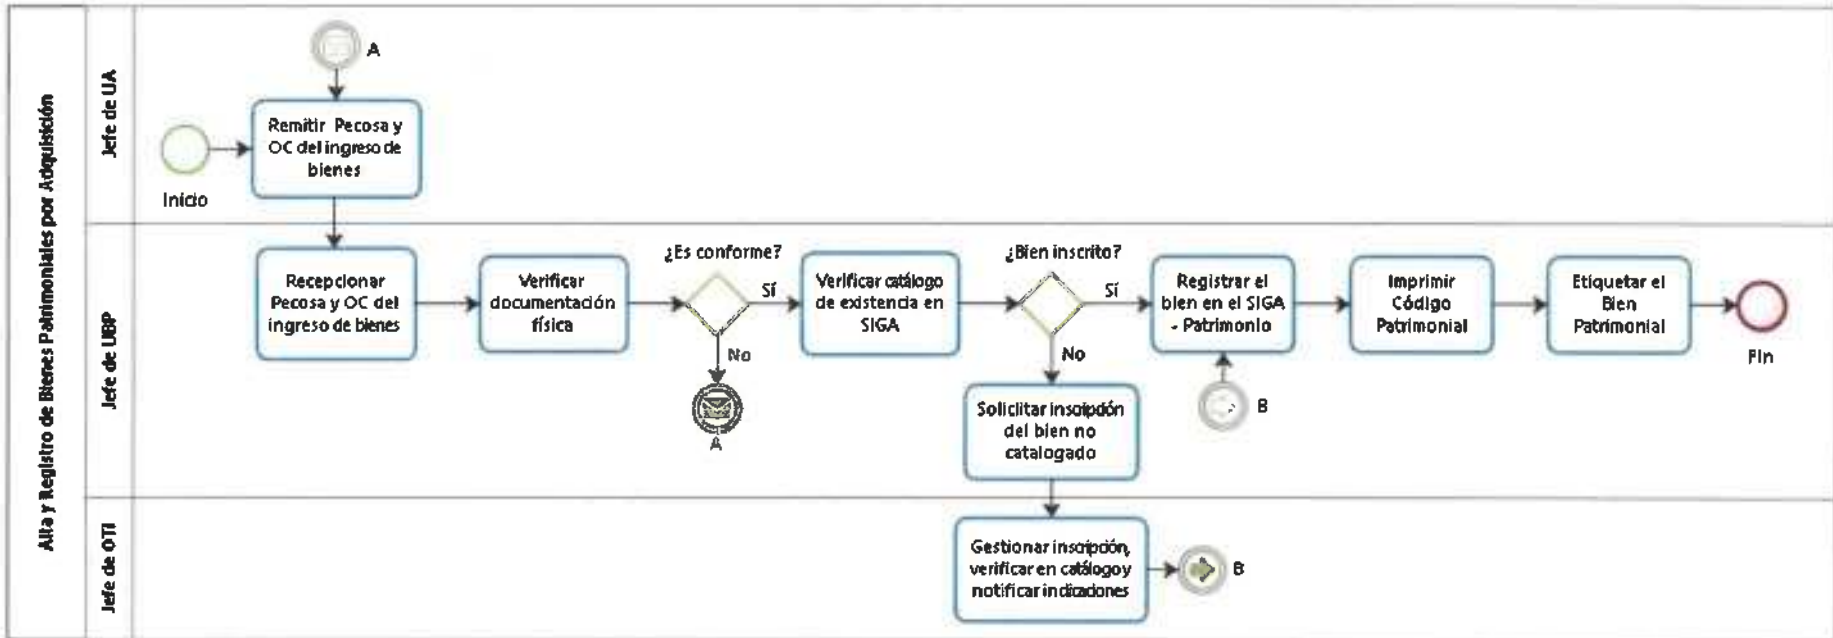 Alta y Registro de Bienes Patrimoniales por Adquisición
Jefe de UA
A
Remitir Pecosa y
OC del ingreso de
bienes
Inicio
Jefe de UBP
Recepcionar
Pecosa y OC del
ingreso de bienes
Verificar
documentación
física
¿Es conforme?
Sí
No
A
Verificar catálogo
de existencia en
SIGA
¿Bien inscrito?
Sí
No
Registrar el
bien en el SIGA
- Patrimonio
B
Imprimir
Código
Patrimonial
Etiquetar el
Bien
Patrimonial
Fin
Soliclitar inscripción
del bien no
catalogado
Jefe de OTI
Gestionar inscripción,
verificar en catálogo y
notificar indicaciones
B